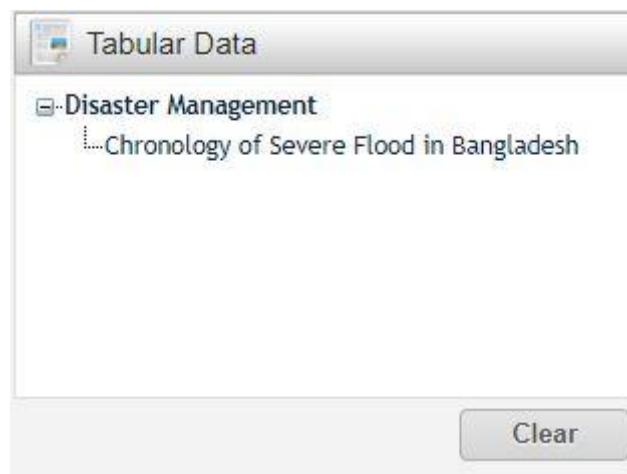 Tabular Data
Disaster Management
Chronology of Severe Flood in Bangladesh
Clear